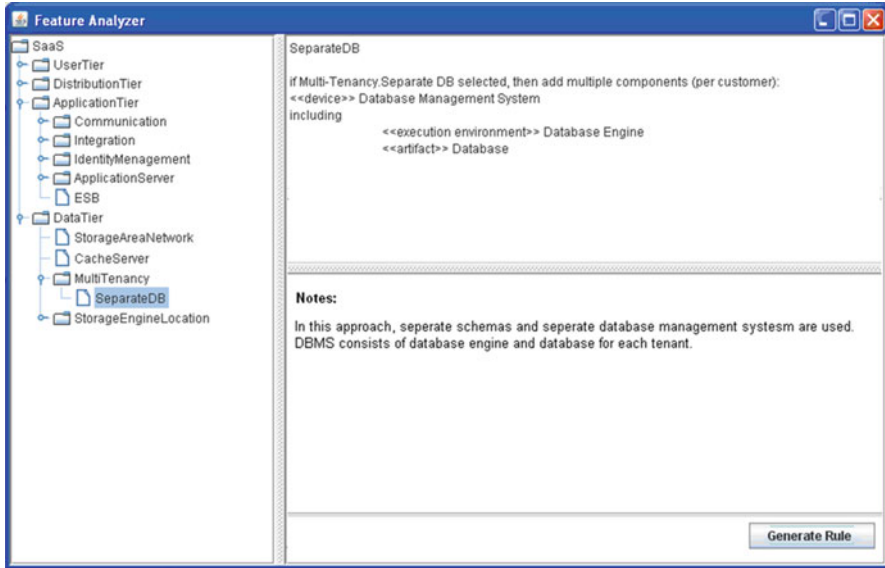 Feature Analyzer
SaaS
UserTier
DistributionTier
ApplicationTier
Communication
Integration
IdentityMenagement
ApplicationServer
ESB
DataTier
StorageAreaNetwork
CacheServer
MultiTenancy
SeparateDB
StorageEngineLocation
SeparateDB
if Multi-Tenancy.Separate DB selected, then add multiple components (per customer):
<<device>> Database Management System
including
<<execution environment>> Database Engine
<<artifact>> Database
Notes:
In this approach, seperate schemas and seperate database management systesm are used.
DBMS consists of database engine and database for each tenant.
Generate Rule